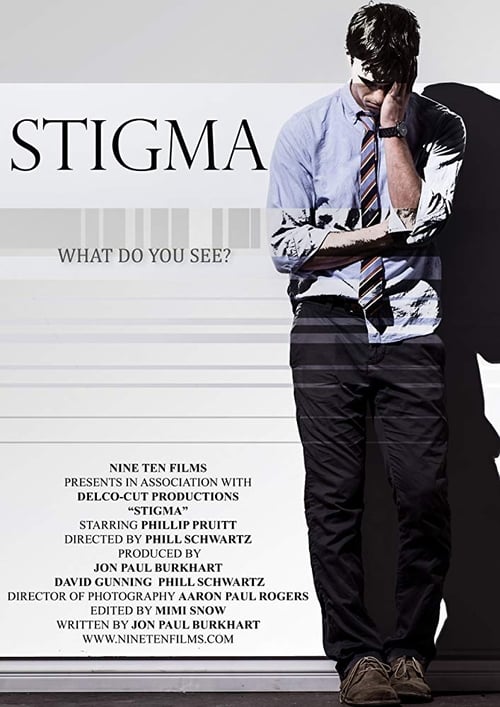 STIGMA
WHAT DO YOU SEE?
NINE TEN FILMS
PRESENTS IN ASSOCIATION WITH
DELCO-CUT PRODUCTIONS
“STIGMA”
STARRING PHILLIP PRUITT
DIRECTED BY PHILL SCHWARTZ
PRODUCED BY
JON PAUL BURKHART
DAVID GUNNING PHILL SCHWARTZ
DIRECTOR OF PHOTOGRAPHY AARON PAUL ROGERS
EDITED BY MIMI SNOW
WRITTEN BY JON PAUL BURKHART
WWW.NINETENFILMS.COM